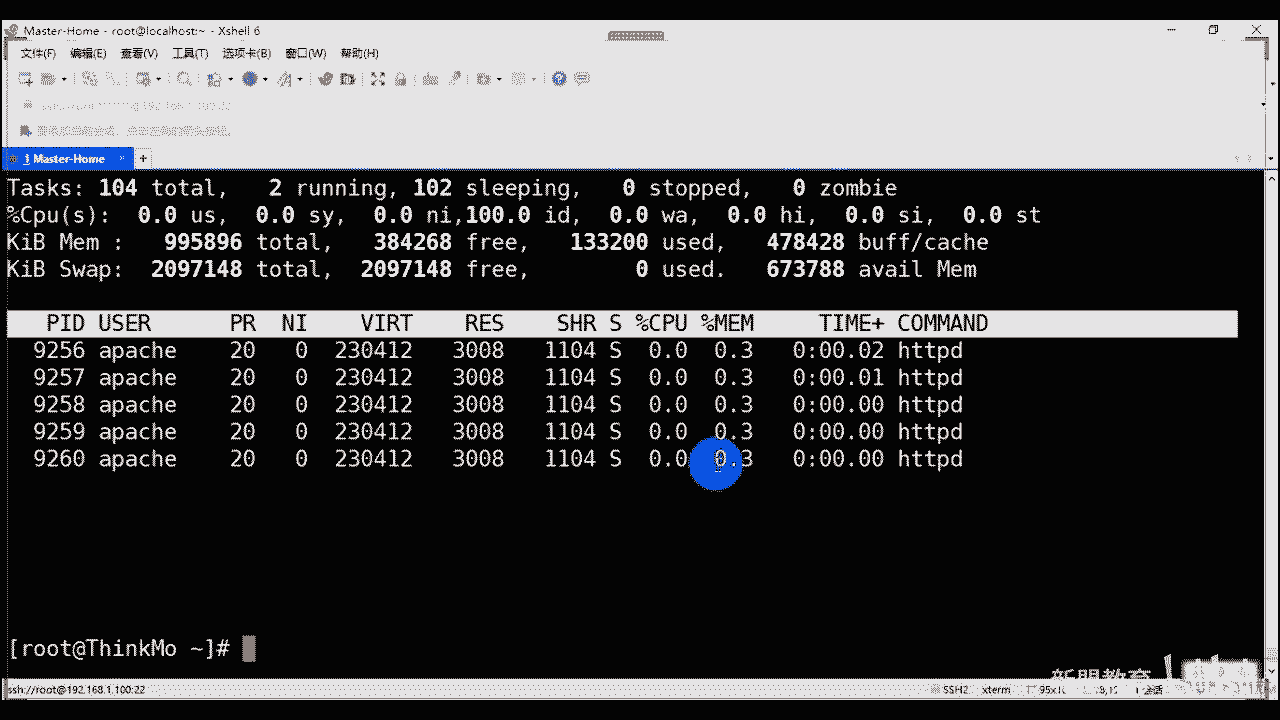 Master-Home - root@localhost:~ - Xshell 6
文件(F) 编辑(E) 查看(V) 工具(T) 选项卡(B) 窗口(W) 帮助(H)
1 Master-Home × +
Tasks: 104 total, 2 running, 102 sleeping, 0 stopped, 0 zombie
%Cpu(s): 0.0 us, 0.0 sy, 0.0 ni,100.0 id, 0.0 wa, 0.0 hi, 0.0 si, 0.0 st
KiB Mem : 995896 total, 384268 free, 133200 used, 478428 buff/cache
KiB Swap: 2097148 total, 2097148 free, 0 used. 673788 avail Mem
PID USER PR NI VIRT RES SHR S %CPU %MEM TIME+ COMMAND
9256 apache 20 0 230412 3008 1104 S 0.0 0.3 0:00.02 httpd
9257 apache 20 0 230412 3008 1104 S 0.0 0.3 0:00.01 httpd
9258 apache 20 0 230412 3008 1104 S 0.0 0.3 0:00.00 httpd
9259 apache 20 0 230412 3008 1104 S 0.0 0.3 0:00.00 httpd
9260 apache 20 0 230412 3008 1104 S 0.0 0.3 0:00.00 httpd
[root@ThinkMo ~]#
ssh://root@192.168.1.100:22 SSH2 xterm